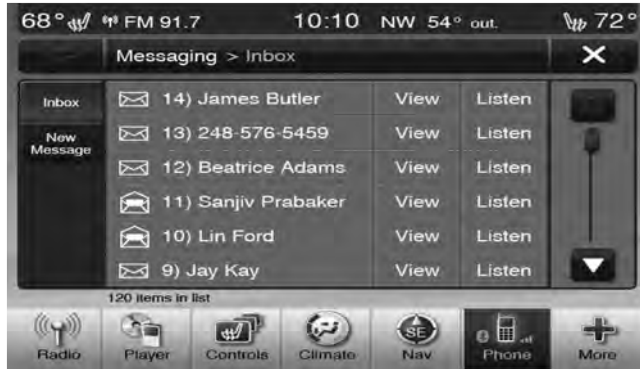 68° FM 91.7 10:10 NW 54° out. 72°
Messaging > Inbox
Inbox 14) James Butler View Listen
New Message 13) 248-576-5459 View Listen
12) Beatrice Adams View Listen
11) Sanjiv Prabaker View Listen
10) Lin Ford View Listen
9) Jay Kay View Listen
120 items in list
SE
Radio Player Controls Climate Nav Phone More